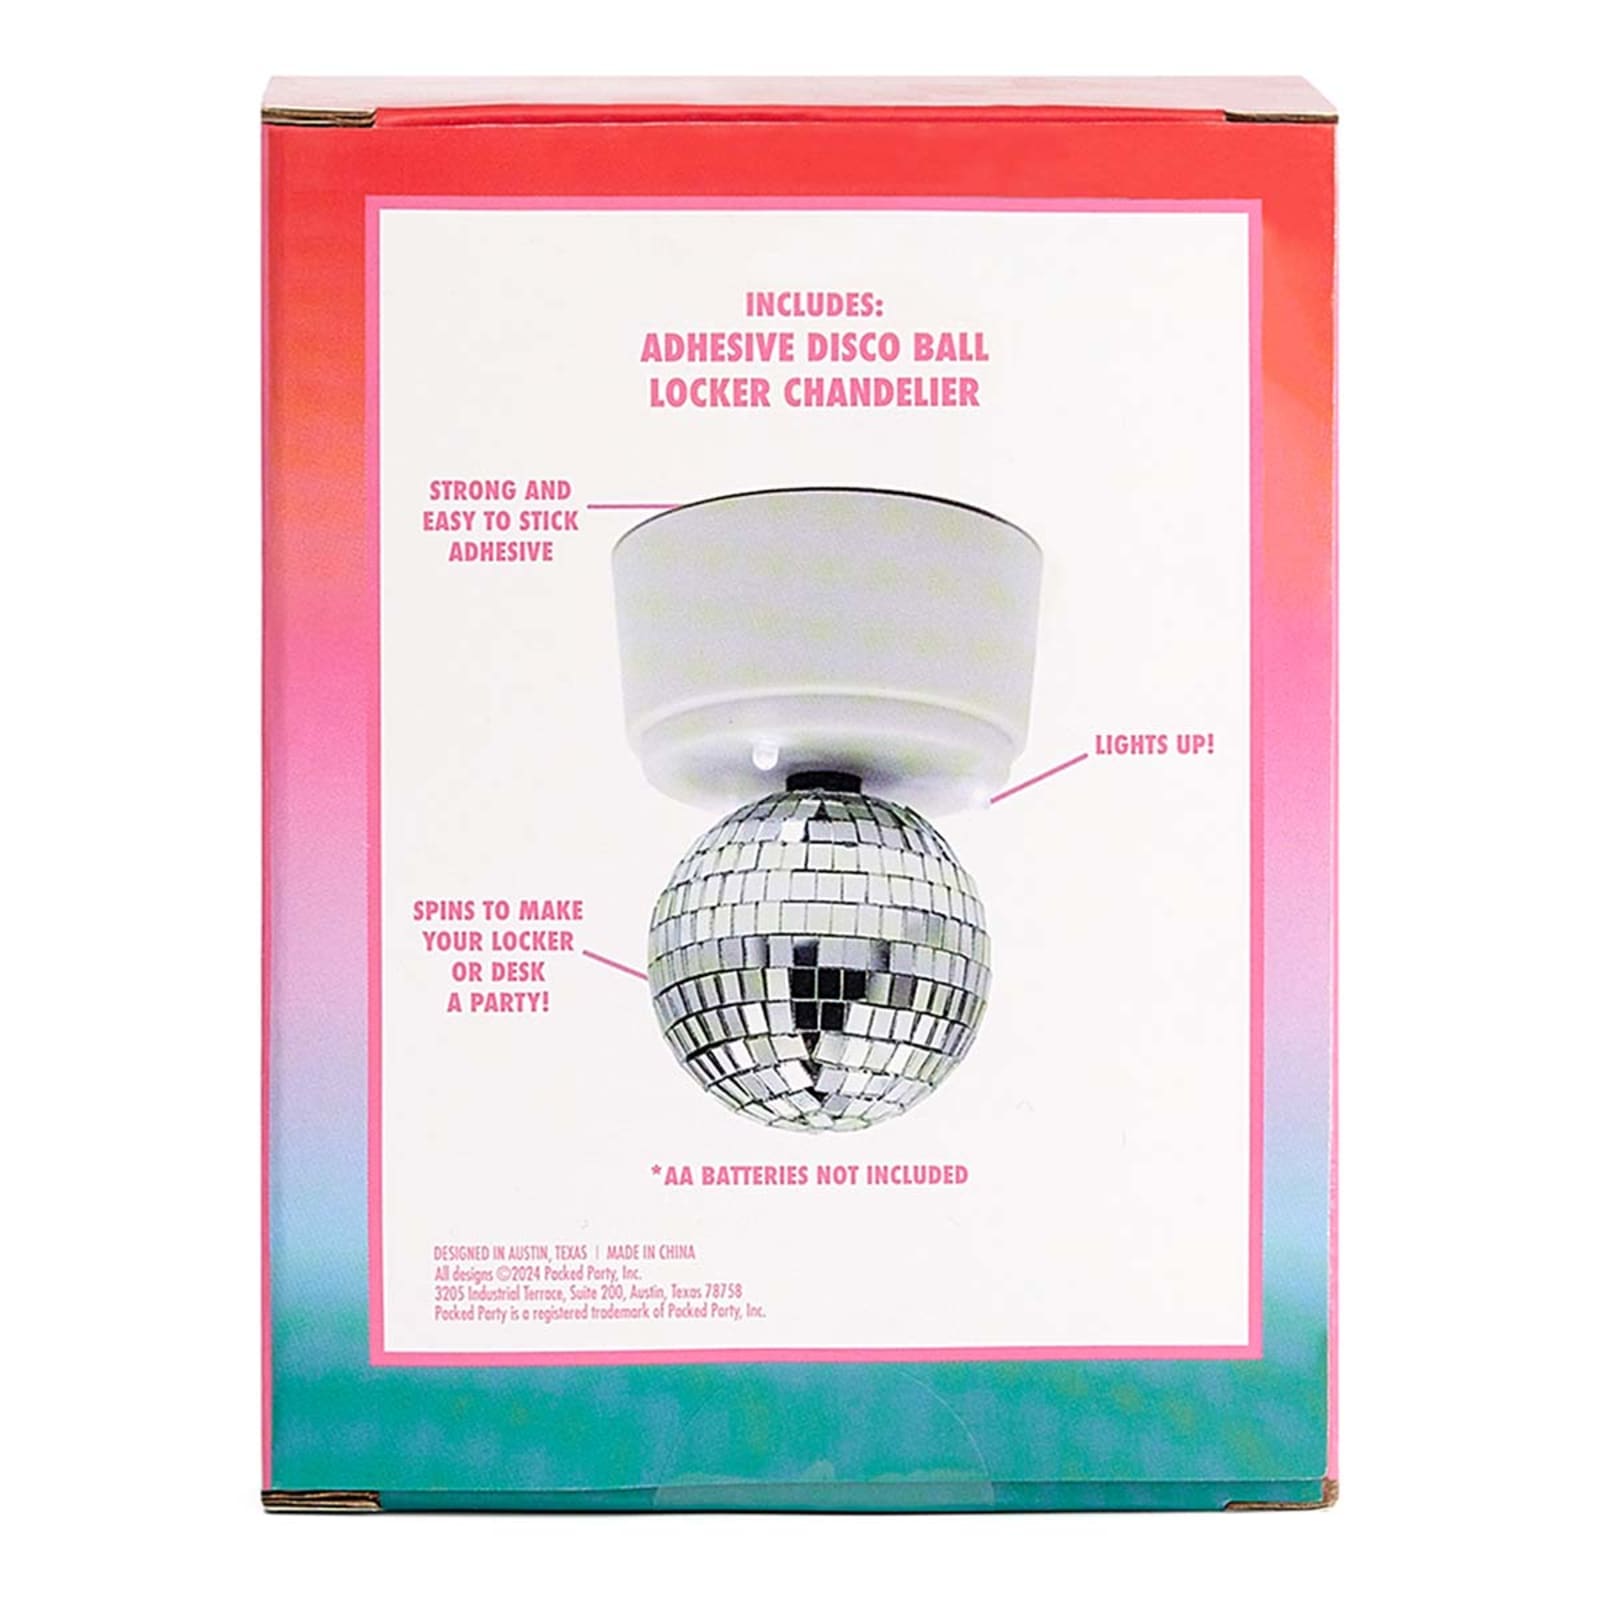 INCLUDES:
ADHESIVE DISCO BALL
LOCKER CHANDELIER
STRONG AND
EASY TO STICK
ADHESIVE
LIGHTS UP!
SPINS TO MAKE
YOUR LOCKER
OR DESK
A PARTY!
*AA BATTERIES NOT INCLUDED
DESIGNED IN AUSTIN, TEXAS | MADE IN CHINA
All designs ©2024 Packed Party, Inc.
3205 Industrial Terrace, Suite 200, Austin, Texas 78758
Packed Party is a registered trademark of Packed Party, Inc.